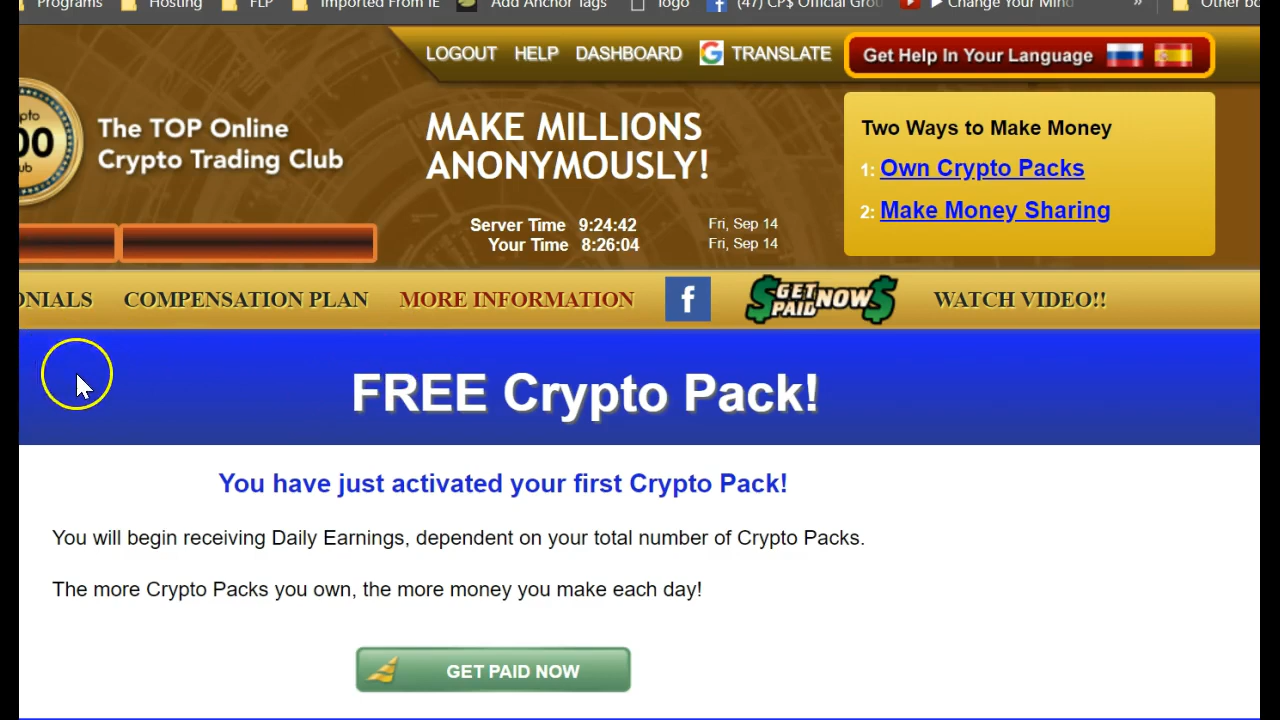 Programs Hosting FLP Imported From IE Add Anchor Tags logo (47) CP$ Official Grou Change Your Mind » Other bo
LOGOUT HELP DASHBOARD G TRANSLATE Get Help In Your Language
pto
00
ub
The TOP Online
Crypto Trading Club
MAKE MILLIONS
ANONYMOUSLY!
Server Time 9:24:42 Fri, Sep 14
Your Time 8:26:04 Fri, Sep 14
Two Ways to Make Money
1: Own Crypto Packs
2: Make Money Sharing
ONIALS COMPENSATION PLAN MORE INFORMATION f $GET PAID NOW$ WATCH VIDEO!!
FREE Crypto Pack!
You have just activated your first Crypto Pack!
You will begin receiving Daily Earnings, dependent on your total number of Crypto Packs.
The more Crypto Packs you own, the more money you make each day!
GET PAID NOW